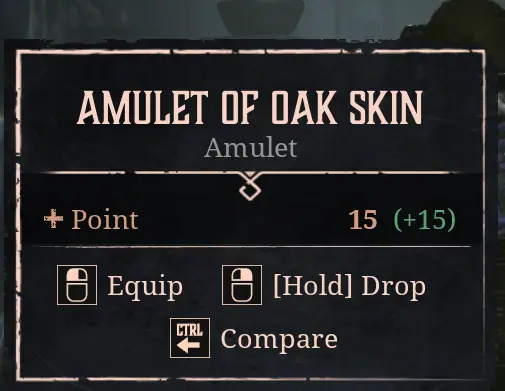 AMULET OF OAK SKIN
Amulet
Point 15 (+15)
Equip [Hold] Drop
CTRL Compare